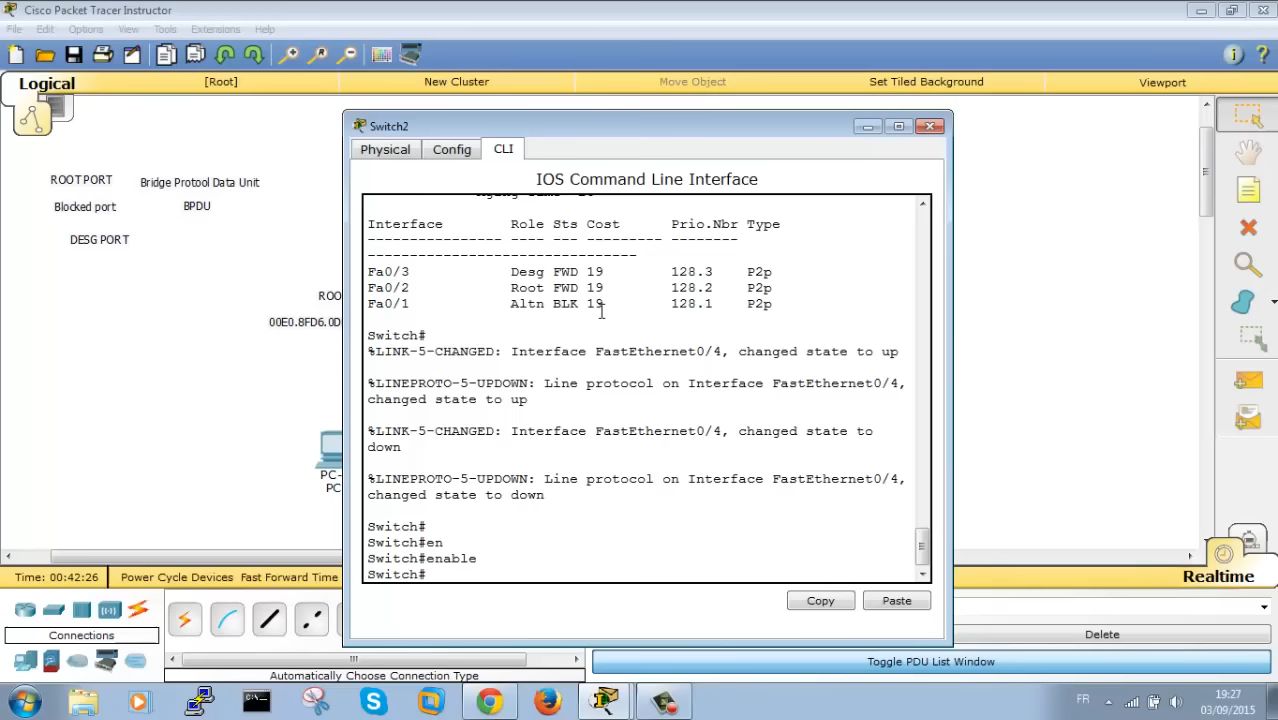 Cisco Packet Tracer Instructor
File Edit Options View Tools Extensions Help
Logical [Root] New Cluster Move Object Set Tiled Background Viewport
ROOT PORT Bridge Protool Data Unit
Blocked port BPDU
DESG PORT
ROO
00E0.8FD6.0D
PC-
PC
Switch2
Physical Config CLI
IOS Command Line Interface
Interface Role Sts Cost Prio.Nbr Type
---------------- ---- --- --------- --------
--------------------------------
Fa0/3 Desg FWD 19 128.3 P2p
Fa0/2 Root FWD 19 128.2 P2p
Fa0/1 Altn BLK 19 128.1 P2p
Switch#
%LINK-5-CHANGED: Interface FastEthernet0/4, changed state to up
%LINEPROTO-5-UPDOWN: Line protocol on Interface FastEthernet0/4,
changed state to up
%LINK-5-CHANGED: Interface FastEthernet0/4, changed state to
down
%LINEPROTO-5-UPDOWN: Line protocol on Interface FastEthernet0/4,
changed state to down
Switch#
Switch#en
Switch#enable
Switch#
Copy Paste
Time: 00:42:26 Power Cycle Devices Fast Forward Time
Realtime
Connections
Delete
Automatically Choose Connection Type
Toggle PDU List Window
FR
19:27
03/09/2015